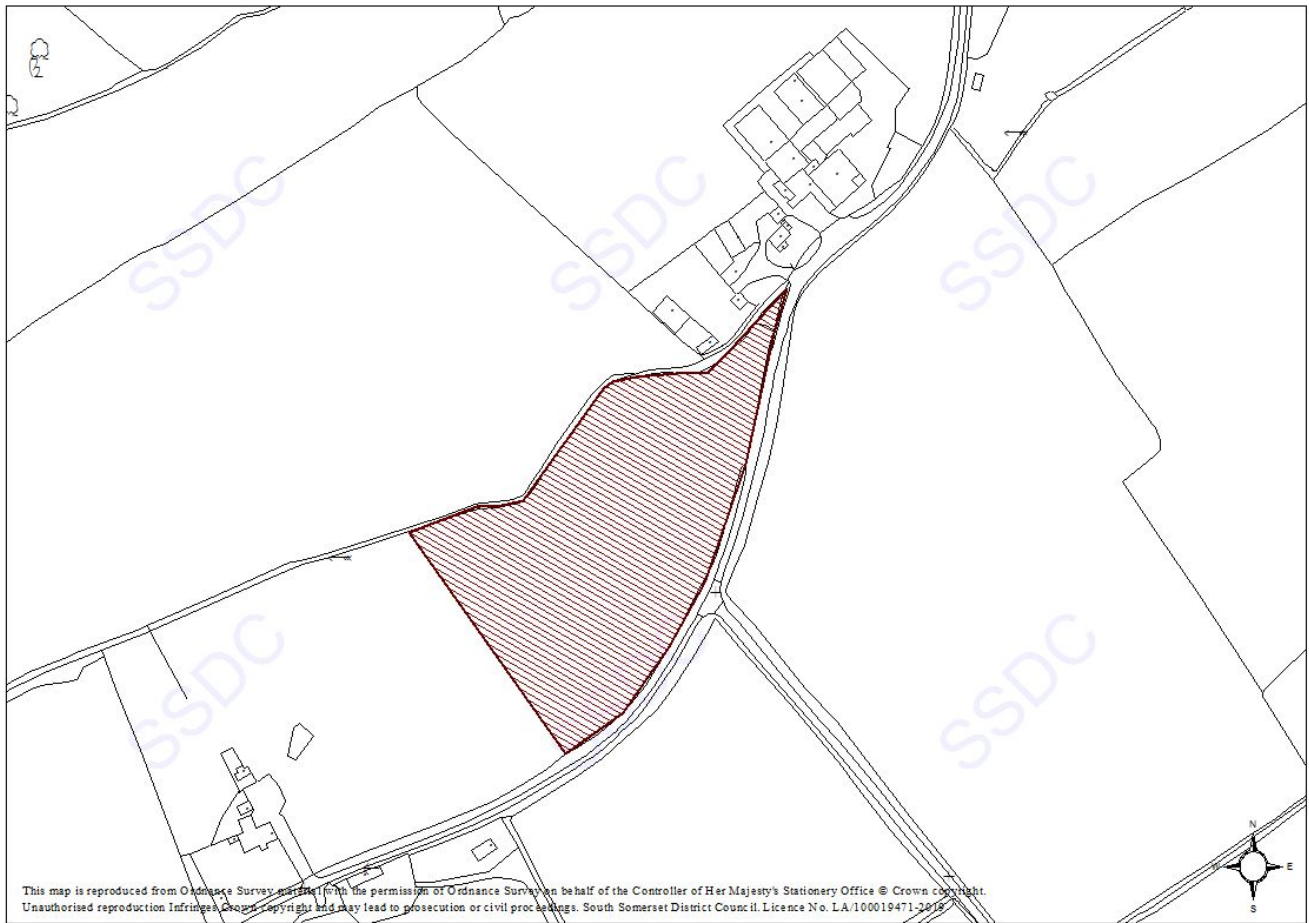 SSDC
SSDC
SSDC
SSDC
SSDC
N
W E
S
This map is reproduced from Ordnance Survey material with the permission of Ordnance Survey on behalf of the Controller of Her Majesty's Stationery Office © Crown copyright.
Unauthorised reproduction Infringes Crown copyright and may lead to prosecution or civil proceedings. South Somerset District Council. Licence No. LA/100019471-2019